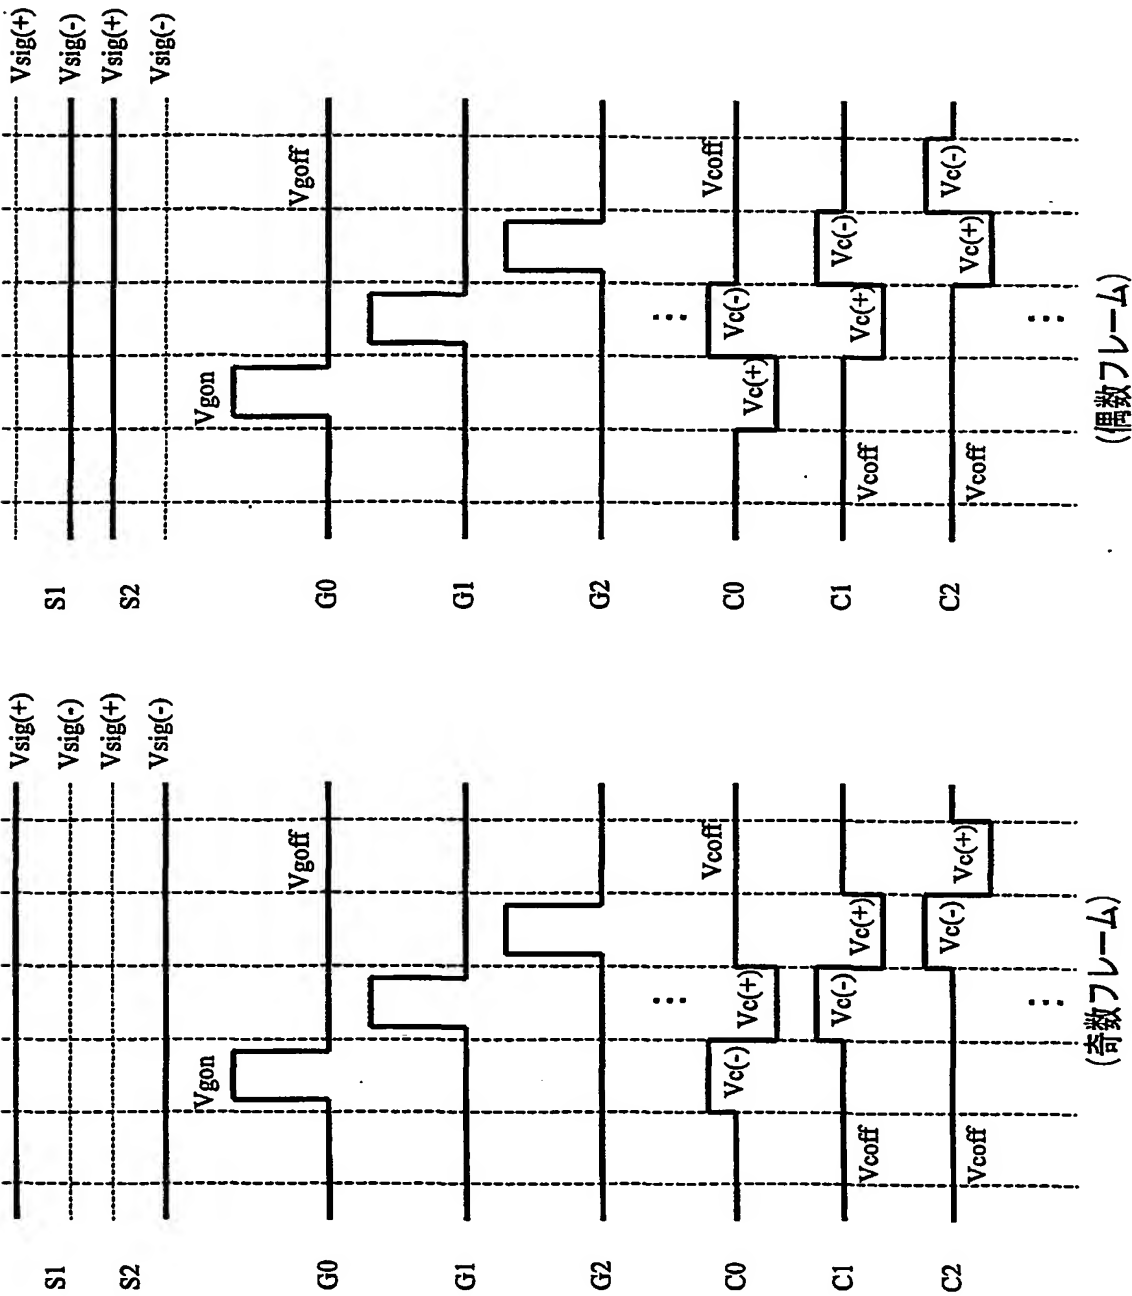 Vsig(+)
S1
Vsig(-)
Vsig(+)
S2
Vsig(-)
Vgon
Vgoff
G0
G1
G2
⋮
Vcoff
C0
Vc(-)
Vc(+)
C1
Vcoff
Vc(-)
Vc(+)
C2
Vcoff
Vc(-)
Vc(+)
⋮
(奇数フレーム)
Vsig(+)
S1
Vsig(-)
Vsig(+)
S2
Vsig(-)
Vgon
Vgoff
G0
G1
G2
⋮
Vcoff
C0
Vc(+)
Vc(-)
C1
Vcoff
Vc(+)
Vc(-)
C2
Vcoff
Vc(+)
Vc(-)
⋮
(偶数フレーム)